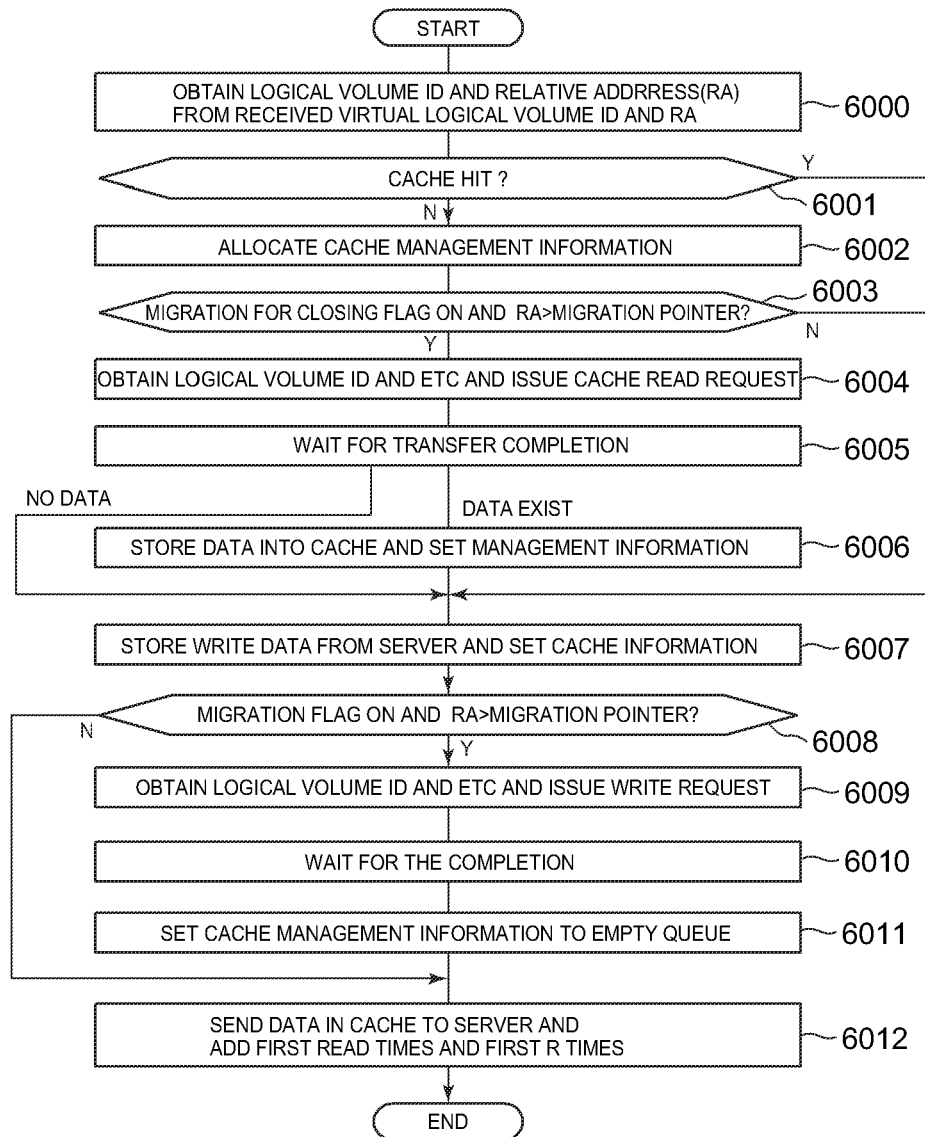 START
OBTAIN LOGICAL VOLUME ID AND RELATIVE ADDRRESS(RA)
FROM RECEIVED VIRTUAL LOGICAL VOLUME ID AND RA
6000
CACHE HIT ?
Y
6001
N
ALLOCATE CACHE MANAGEMENT INFORMATION
6002
MIGRATION FOR CLOSING FLAG ON AND RA>MIGRATION POINTER?
6003
N
Y
OBTAIN LOGICAL VOLUME ID AND ETC AND ISSUE CACHE READ REQUEST
6004
WAIT FOR TRANSFER COMPLETION
6005
NO DATA
DATA EXIST
STORE DATA INTO CACHE AND SET MANAGEMENT INFORMATION
6006
STORE WRITE DATA FROM SERVER AND SET CACHE INFORMATION
6007
MIGRATION FLAG ON AND RA>MIGRATION POINTER?
N
6008
Y
OBTAIN LOGICAL VOLUME ID AND ETC AND ISSUE WRITE REQUEST
6009
WAIT FOR THE COMPLETION
6010
SET CACHE MANAGEMENT INFORMATION TO EMPTY QUEUE
6011
SEND DATA IN CACHE TO SERVER AND
ADD FIRST READ TIMES AND FIRST R TIMES
6012
END